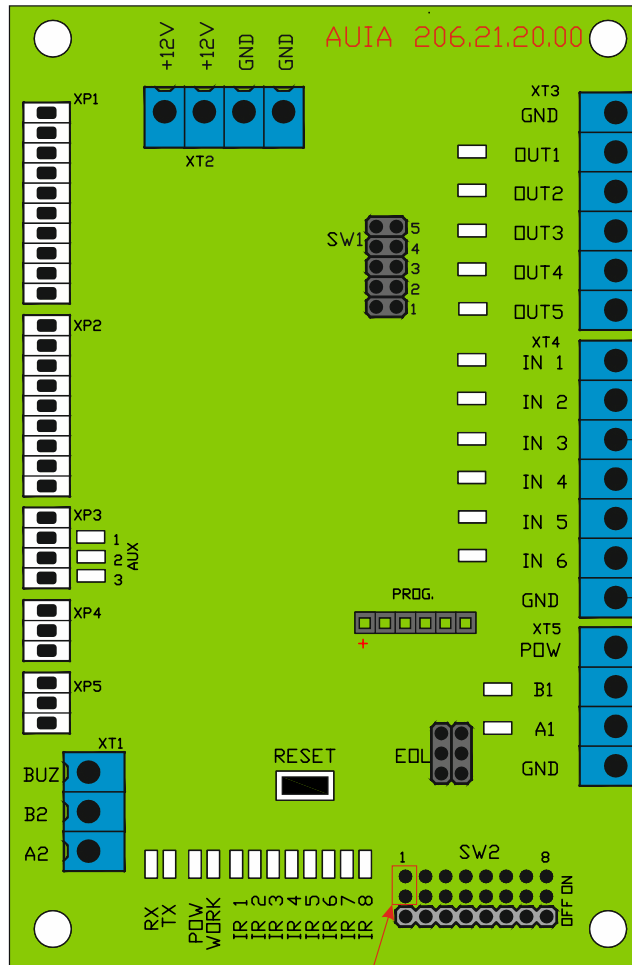 AUIA 206.21.20.00
+12V
+12V
GND
GND
XT2
XP1
XP2
XP3
1
2
3
AUX
XP4
XP5
XT1
BUZ
B2
A2
SW1
5
4
3
2
1
XT3
GND
OUT1
OUT2
OUT3
OUT4
OUT5
XT4
IN 1
IN 2
IN 3
IN 4
IN 5
IN 6
GND
XT5
POW
B1
A1
GND
PROG.
+
RESET
EOL
SW2
1
8
OFF ON
RX
TX
POW
WORK
IR 1
IR 2
IR 3
IR 4
IR 5
IR 6
IR 7
IR 8